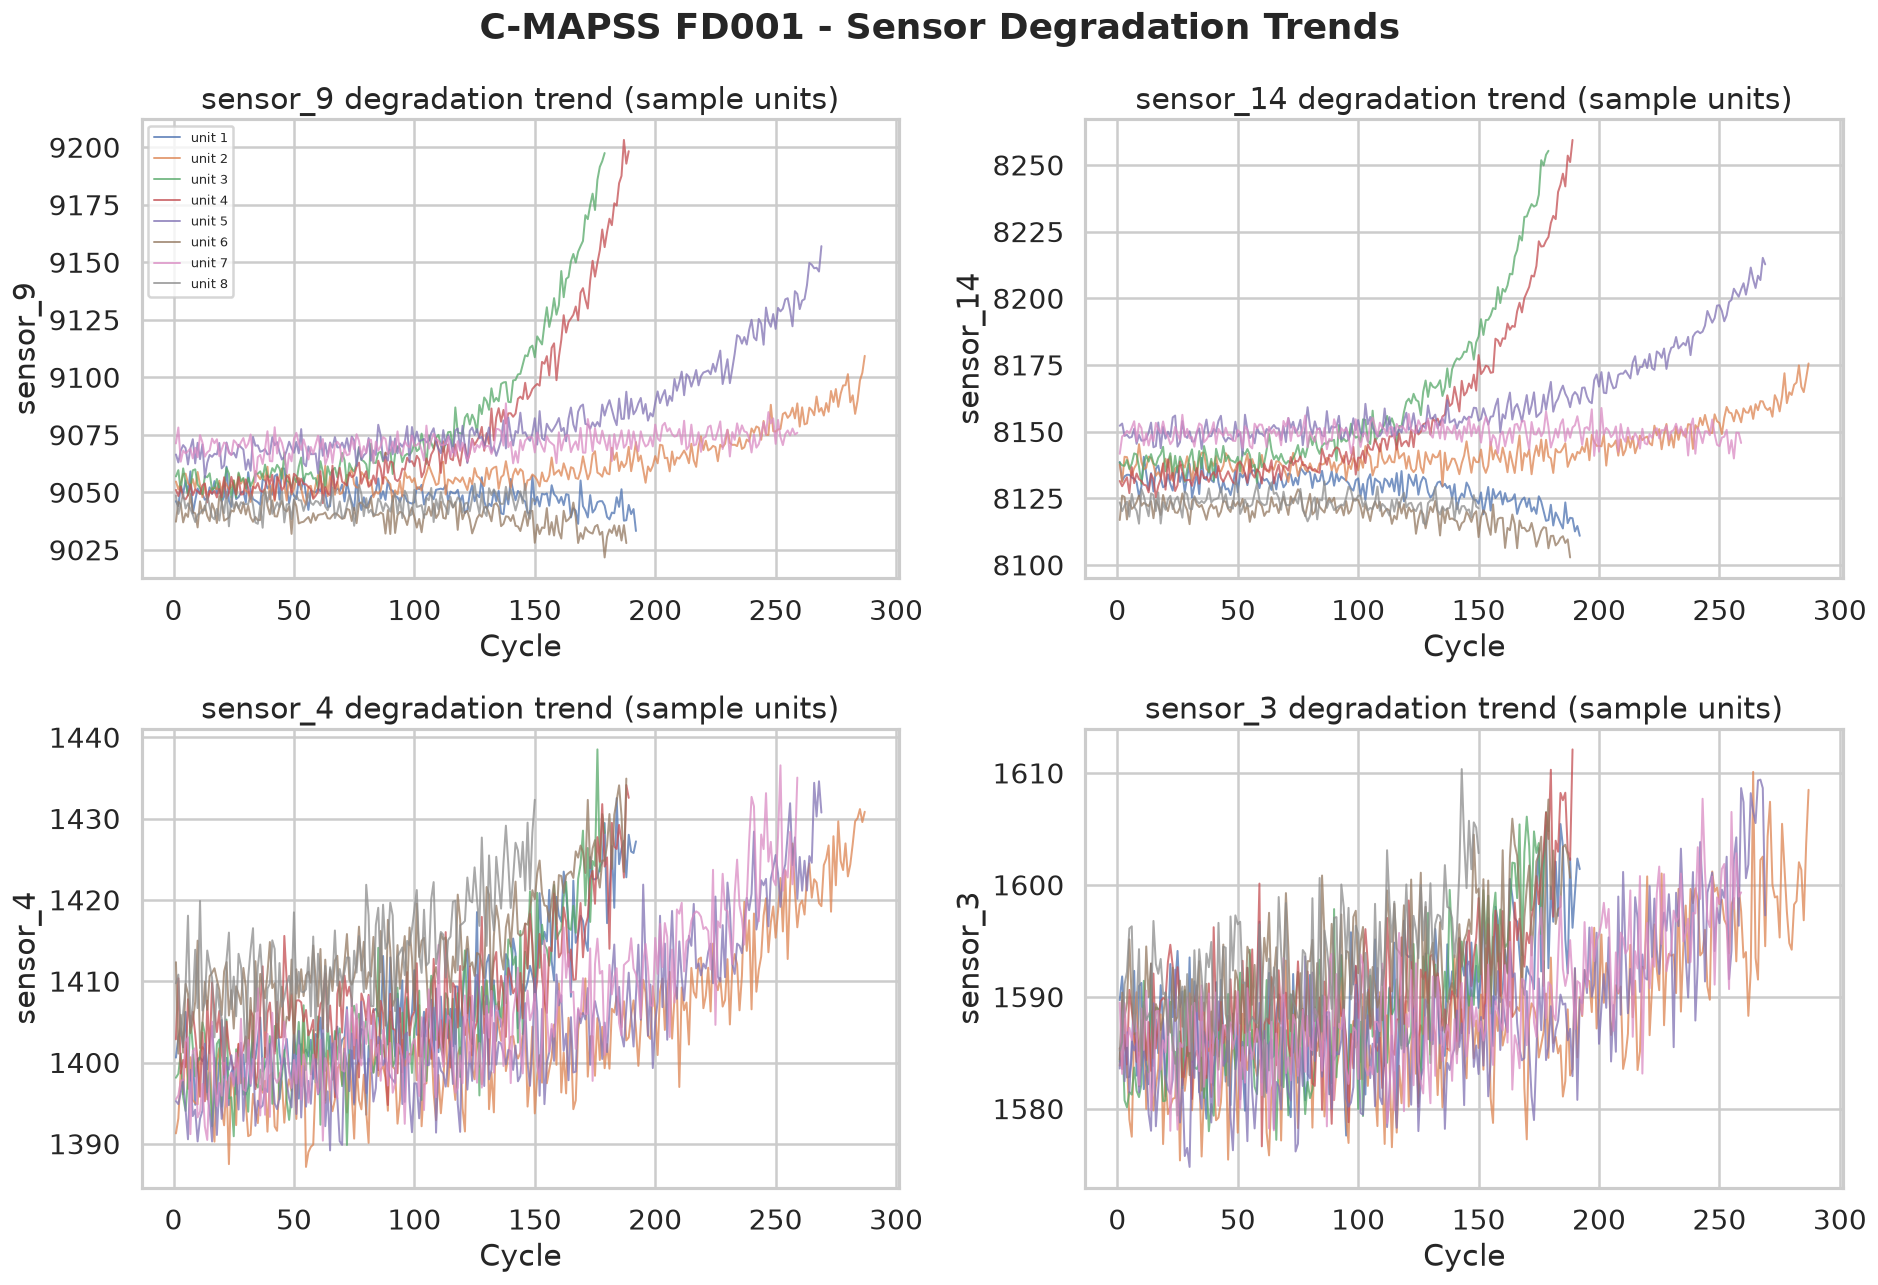 C-MAPSS FD001 - Sensor Degradation Trends
sensor_9 degradation trend (sample units)
sensor_9
9200
9175
9150
9125
9100
9075
9050
9025
unit 1
unit 2
unit 3
unit 4
unit 5
unit 6
unit 7
unit 8
0 50 100 150 200 250 300
Cycle
sensor_14 degradation trend (sample units)
sensor_14
8250
8225
8200
8175
8150
8125
8100
0 50 100 150 200 250 300
Cycle
sensor_4 degradation trend (sample units)
sensor_4
1440
1430
1420
1410
1400
1390
0 50 100 150 200 250 300
Cycle
sensor_3 degradation trend (sample units)
sensor_3
1610
1600
1590
1580
0 50 100 150 200 250 300
Cycle